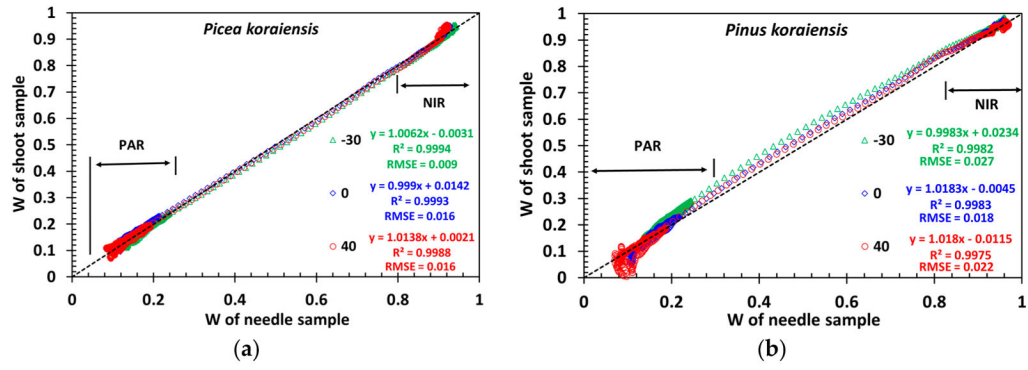 Picea koraiensis
W of shoot sample
1
0.9
0.8
0.7
0.6
0.5
0.4
0.3
0.2
0.1
0
PAR
NIR
-30
y = 1.0062x - 0.0031
R² = 0.9994
RMSE = 0.009
0
y = 0.999x + 0.0142
R² = 0.9993
RMSE = 0.016
40
y = 1.0138x + 0.0021
R² = 0.9988
RMSE = 0.016
0 0.2 0.4 0.6 0.8 1
W of needle sample
(a)
Pinus koraiensis
W of shoot sample
1
0.9
0.8
0.7
0.6
0.5
0.4
0.3
0.2
0.1
0
PAR
NIR
-30
y = 0.9983x + 0.0234
R² = 0.9982
RMSE = 0.027
0
y = 1.0183x - 0.0045
R² = 0.9983
RMSE = 0.018
40
y = 1.018x - 0.0115
R² = 0.9975
RMSE = 0.022
0 0.2 0.4 0.6 0.8 1
W of needle sample
(b)